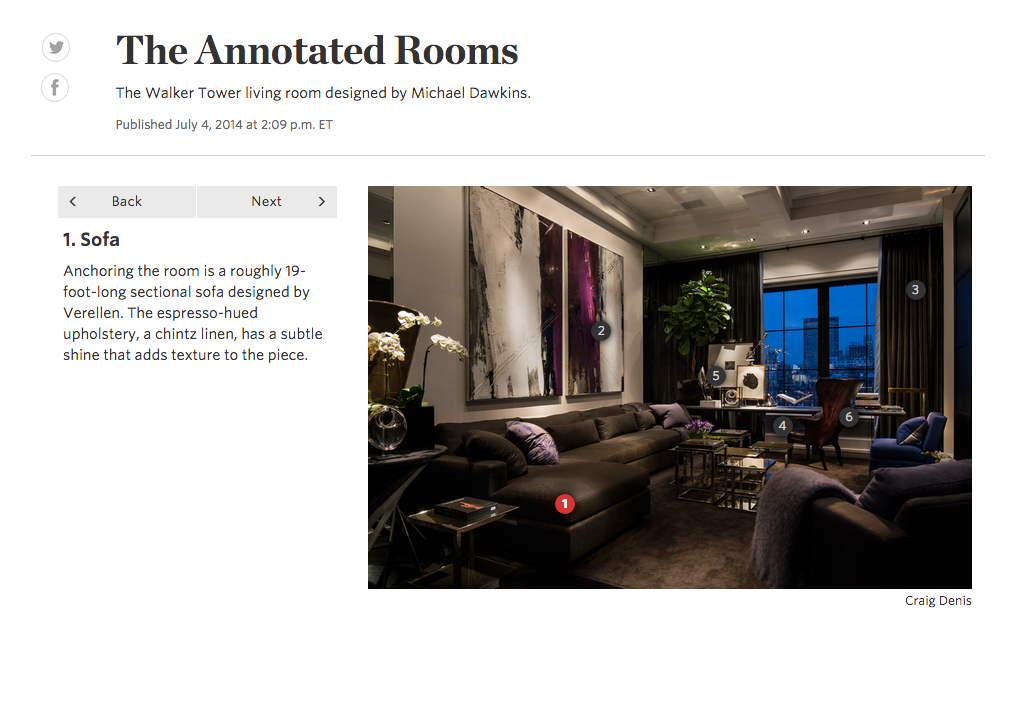 The Annotated Rooms
The Walker Tower living room designed by Michael Dawkins.
Published July 4, 2014 at 2:09 p.m. ET
Back Next
1. Sofa
Anchoring the room is a roughly 19-
foot-long sectional sofa designed by
Verellen. The espresso-hued
upholstery, a chintz linen, has a subtle
shine that adds texture to the piece.
3
2
5
6
4
1
Craig Denis